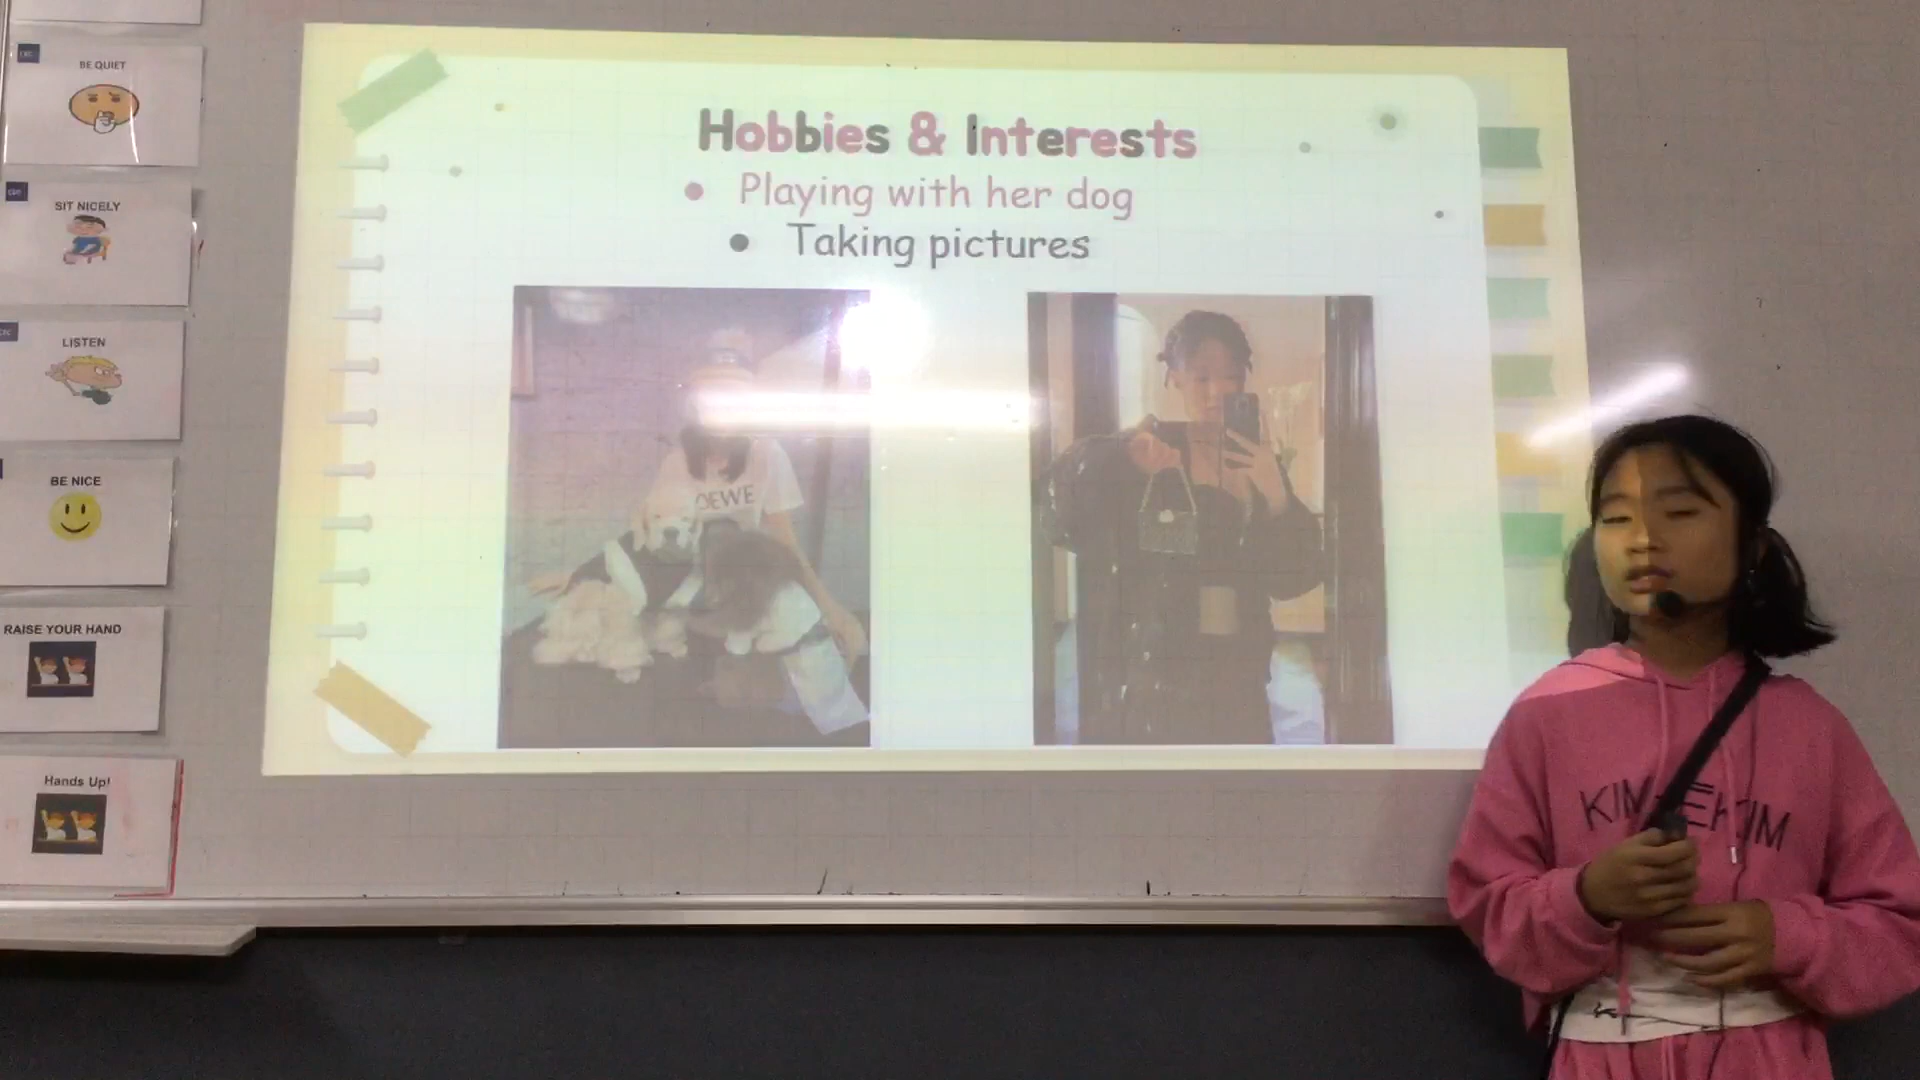 BE QUIET
SIT NICELY
LISTEN
BE NICE
RAISE YOUR HAND
Hands Up!
Hobbies & Interests
• Playing with her dog
• Taking pictures